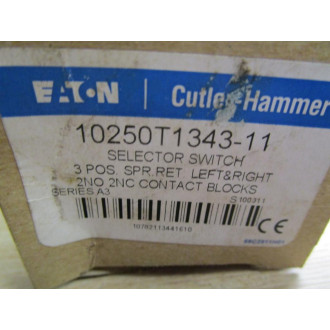 EATON Cutler-Hammer
10250T1343-11
SELECTOR SWITCH
3 POS. SPR.RET. LEFT&RIGHT
2NO 2NC CONTACT BLOCKS
SERIES A3 S100311
CE